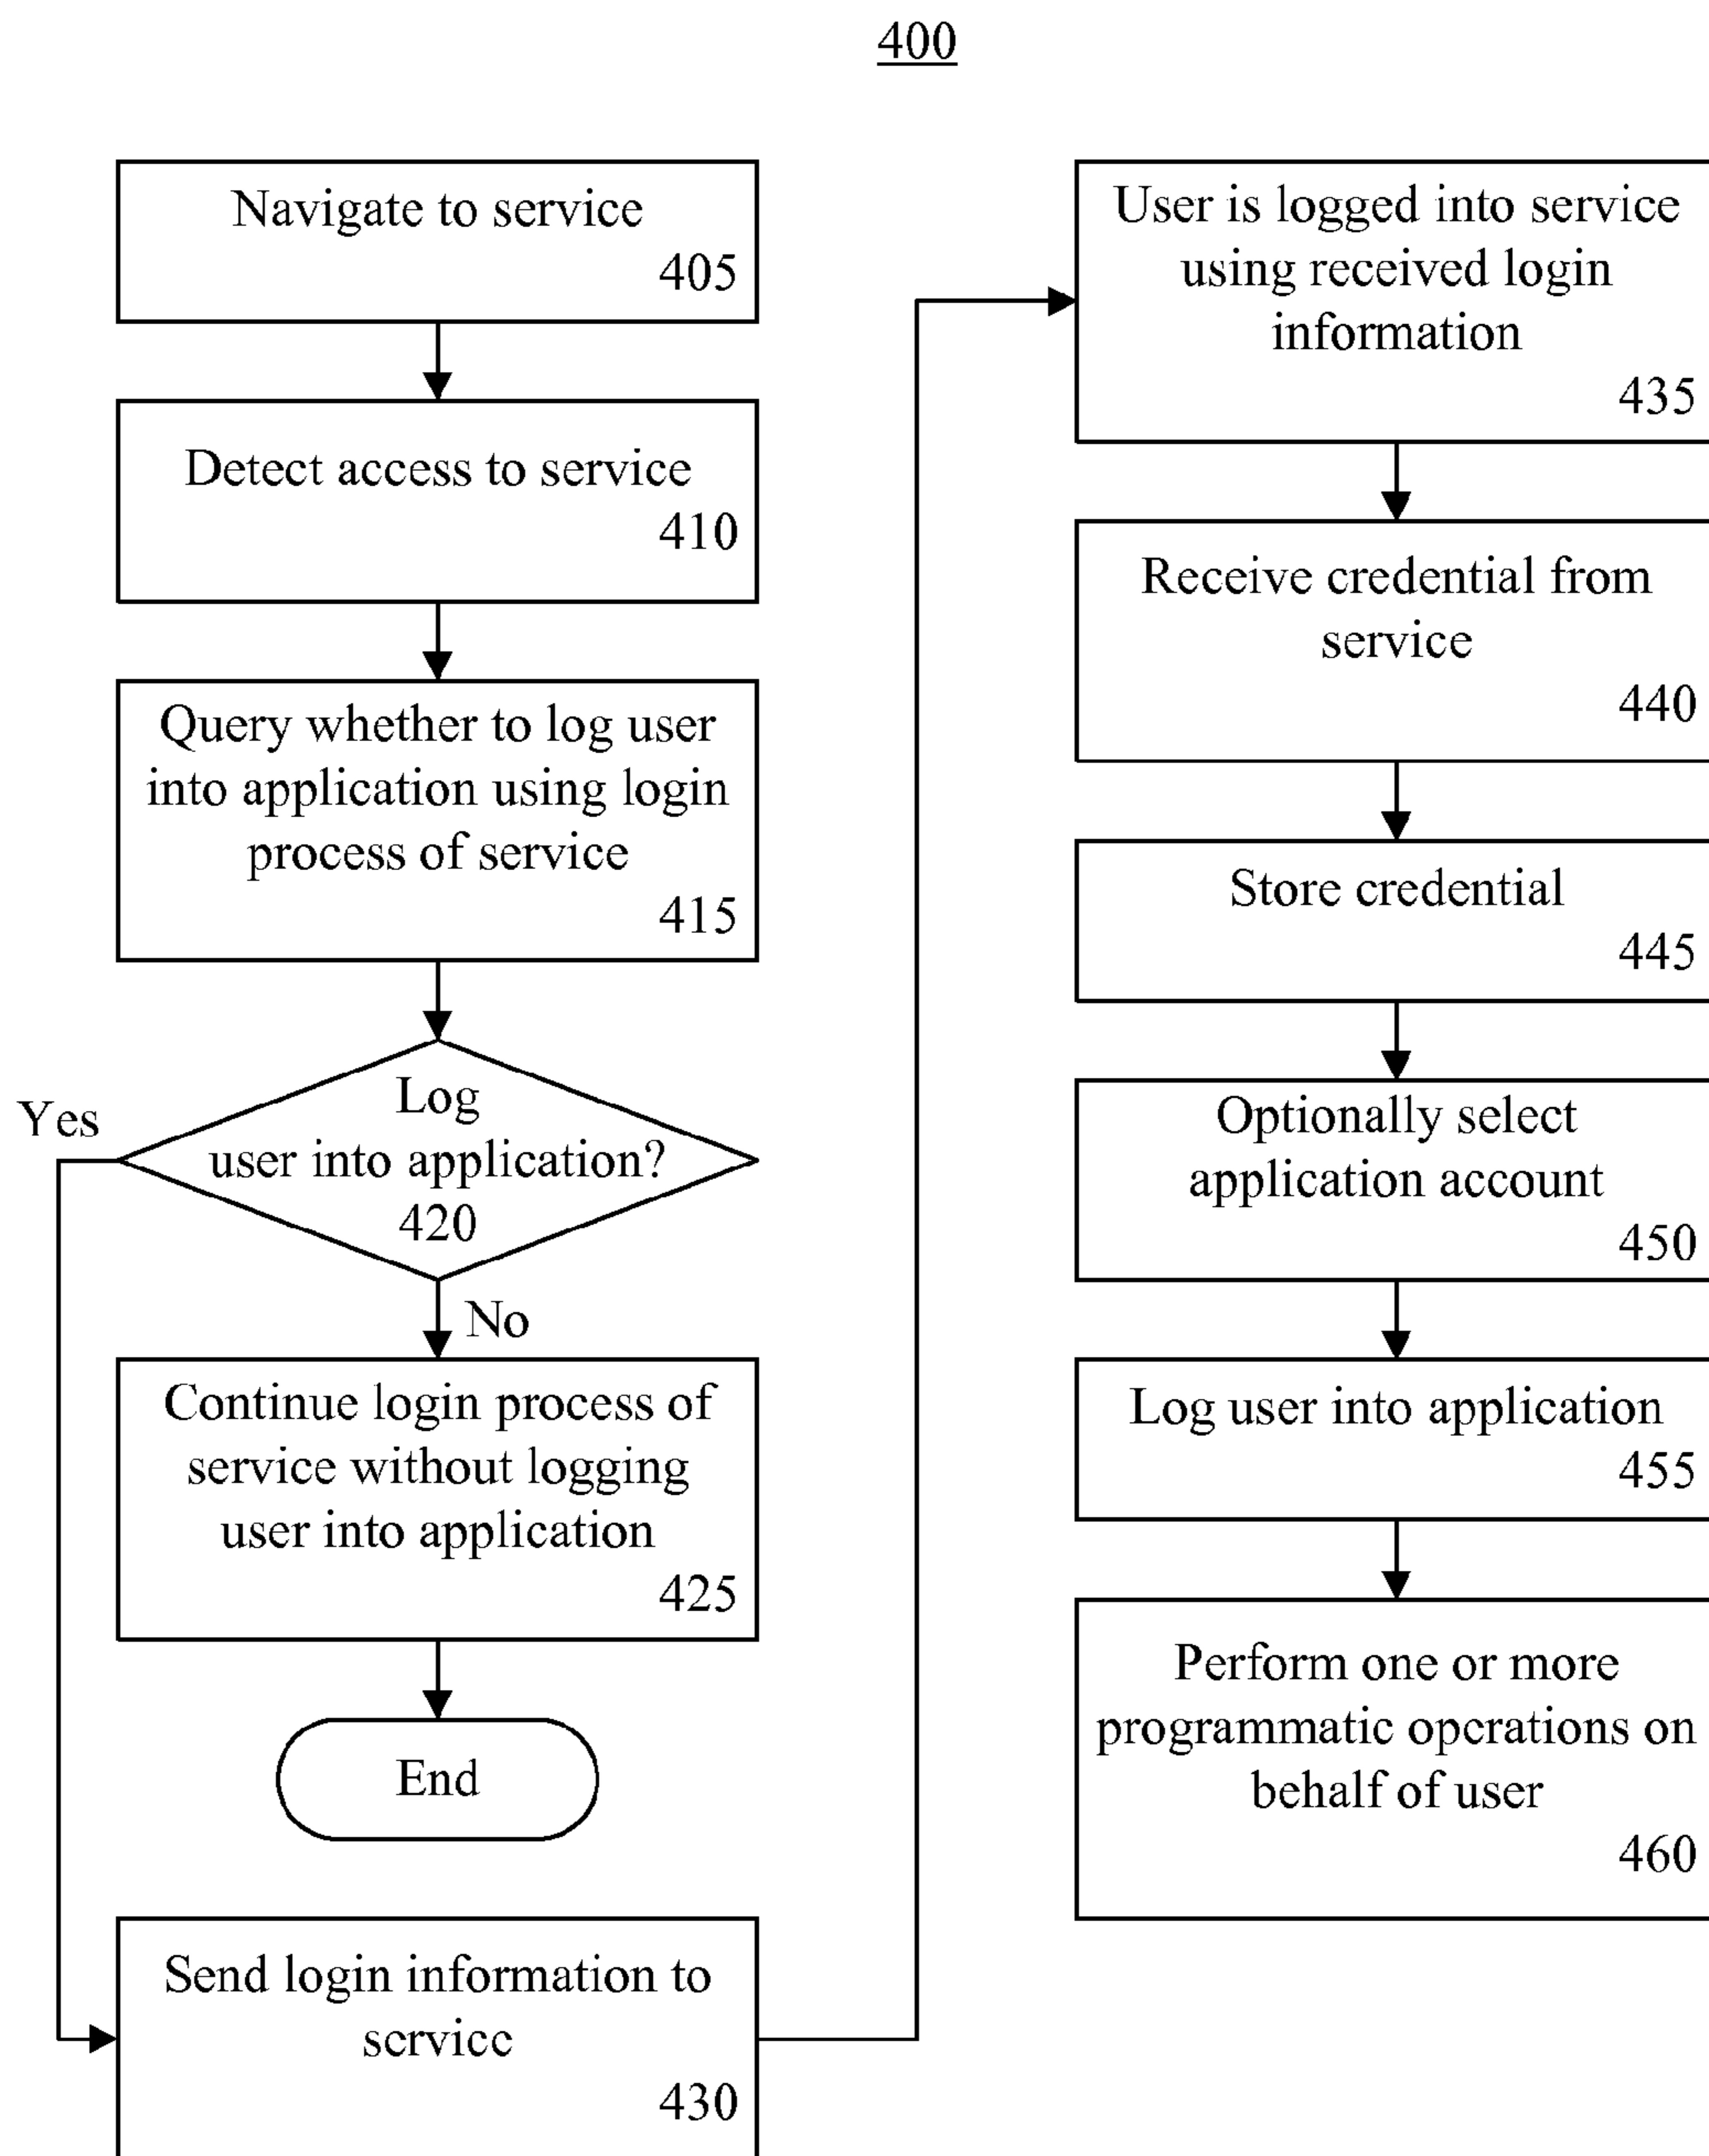 400
Navigate to service
405
Detect access to service
410
Query whether to log user
into application using login
process of service
415
Log
user into application?
420
Yes
No
Continue login process of
service without logging
user into application
425
End
Send login information to
service
430
User is logged into service
using received login
information
435
Receive credential from
service
440
Store credential
445
Optionally select
application account
450
Log user into application
455
Perform one or more
programmatic operations on
behalf of user
460